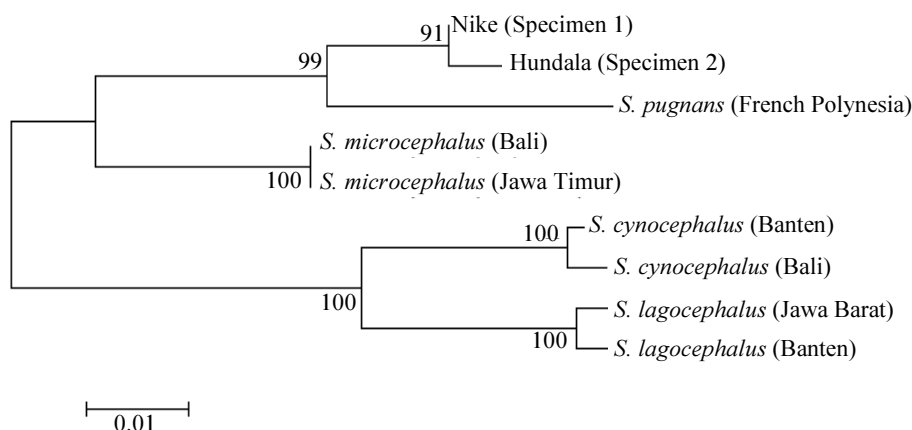 91 Nike (Specimen 1)
99 Hundala (Specimen 2)
S. pugnans (French Polynesia)
S. microcephalus (Bali)
100 S. microcephalus (Jawa Timur)
100 S. cynocephalus (Banten)
S. cynocephalus (Bali)
100 S. lagocephalus (Jawa Barat)
100 S. lagocephalus (Banten)
0.01